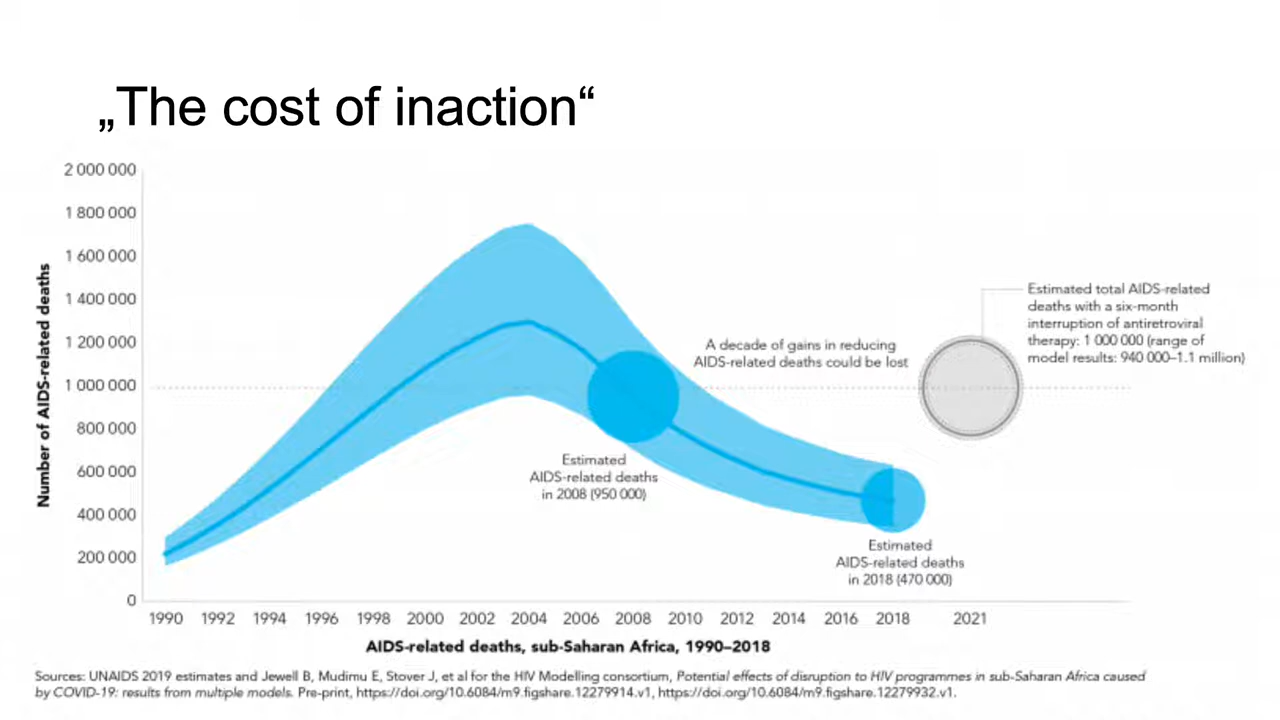 „The cost of inaction“
2 000 000
1 800 000
1 600 000
1 400 000
1 200 000
1 000 000
800 000
600 000
400 000
200 000
0
Number of AIDS-related deaths
Estimated total AIDS-related
deaths with a six-month
interruption of antiretroviral
therapy: 1 000 000 (range of
model results: 940 000–1.1 million)
A decade of gains in reducing
AIDS-related deaths could be lost
Estimated
AIDS-related deaths
in 2008 (950 000)
Estimated
AIDS-related deaths
in 2018 (470 000)
1990 1992 1994 1996 1998 2000 2002 2004 2006 2008 2010 2012 2014 2016 2018 2021
AIDS-related deaths, sub-Saharan Africa, 1990–2018
Sources: UNAIDS 2019 estimates and Jewell B, Mudimu E, Stover J, et al for the HIV Modelling consortium, Potential effects of disruption to HIV programmes in sub-Saharan Africa caused
by COVID-19: results from multiple models. Pre-print, https://doi.org/10.6084/m9.figshare.12279914.v1, https://doi.org/10.6084/m9.figshare.12279932.v1.